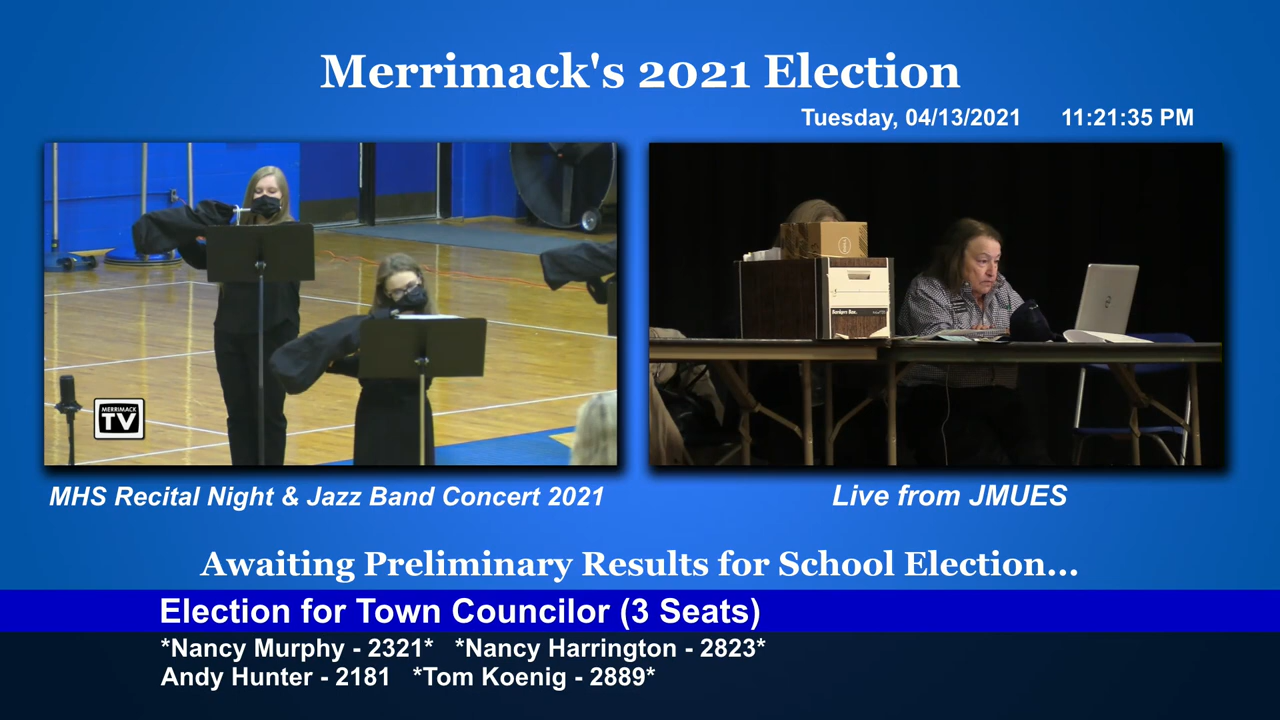 Merrimack's 2021 Election
Tuesday, 04/13/2021 11:21:35 PM
MERRIMACK
TV
Bankers Box
MHS Recital Night & Jazz Band Concert 2021
Live from JMUES
Awaiting Preliminary Results for School Election...
Election for Town Councilor (3 Seats)
*Nancy Murphy - 2321* *Nancy Harrington - 2823*
Andy Hunter - 2181 *Tom Koenig - 2889*